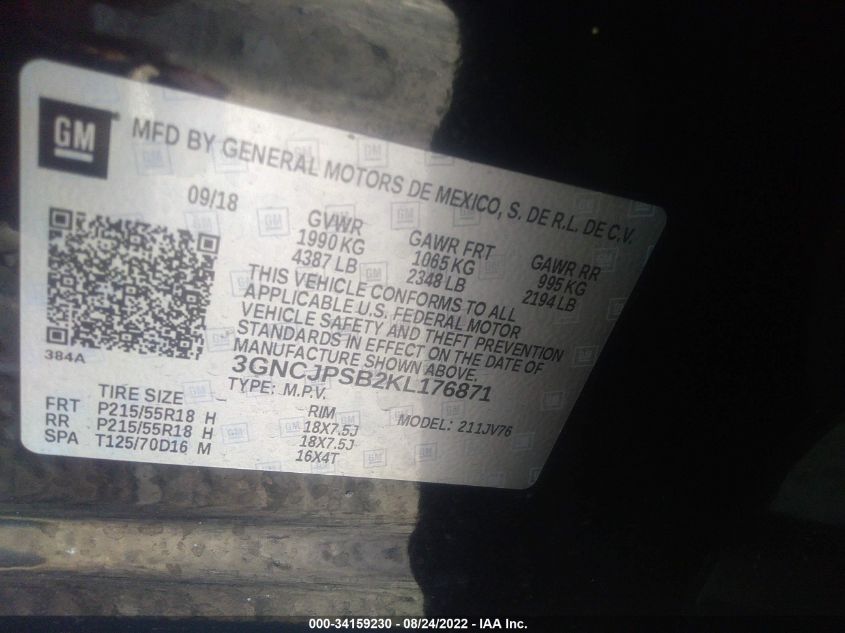 GM
MFD BY GENERAL MOTORS DE MEXICO, S. DE R.L. DE C.V.
09/18
GVWR
1990 KG
4387 LB
GAWR FRT
1065 KG
2348 LB
GAWR RR
995 KG
2194 LB
THIS VEHICLE CONFORMS TO ALL
APPLICABLE U.S. FEDERAL MOTOR
VEHICLE SAFETY AND THEFT PREVENTION
STANDARDS IN EFFECT ON THE DATE OF
MANUFACTURE SHOWN ABOVE.
3GNCJPSB2KL176871
384A
TYPE: M.P.V.
MODEL: 211JV76
TIRE SIZE RIM
FRT P215/55R18 H 18X7.5J
RR P215/55R18 H 18X7.5J
SPA T125/70D16 M 16X4T
000-34159230 - 08/24/2022 - IAA Inc.